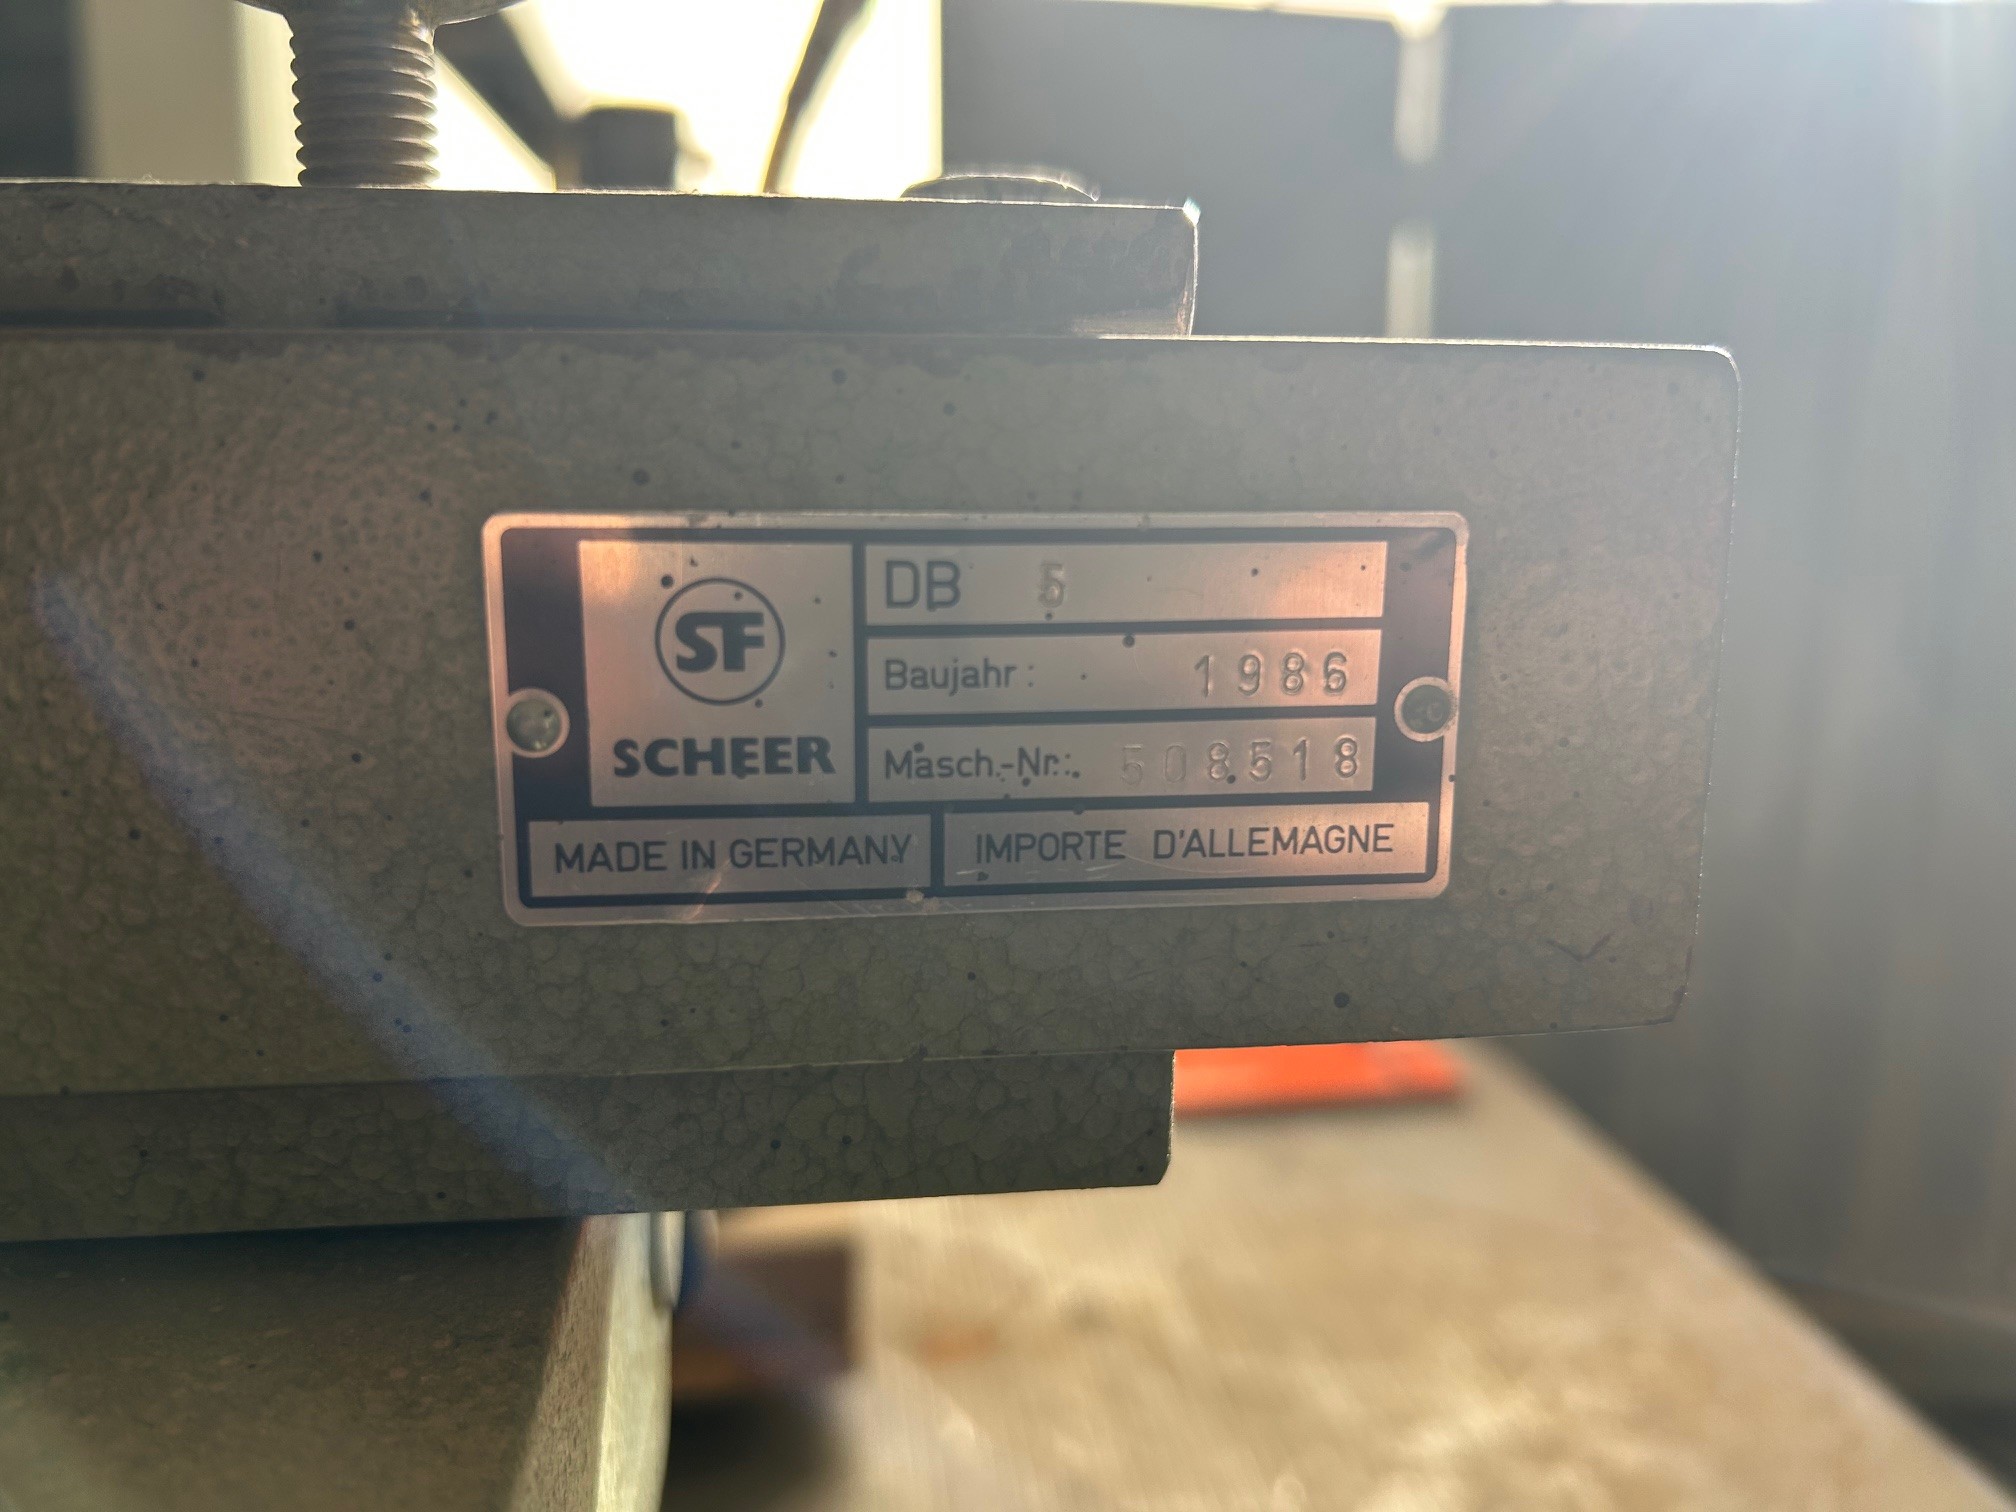 SF
SCHEER
DB 5
Baujahr: 1986
Masch.-Nr.: 508518
MADE IN GERMANY
IMPORTE D'ALLEMAGNE